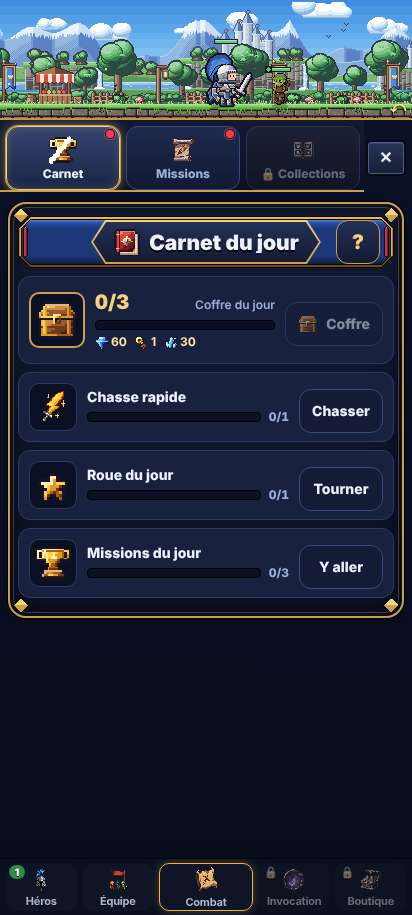 Carnet
Missions
Collections
×
Carnet du jour
?
0/3
Coffre du jour
60 1 30
Coffre
Chasse rapide
0/1
Chasser
Roue du jour
0/1
Tourner
Missions du jour
0/3
Y aller
1
Héros
Équipe
Combat
Invocation
Boutique